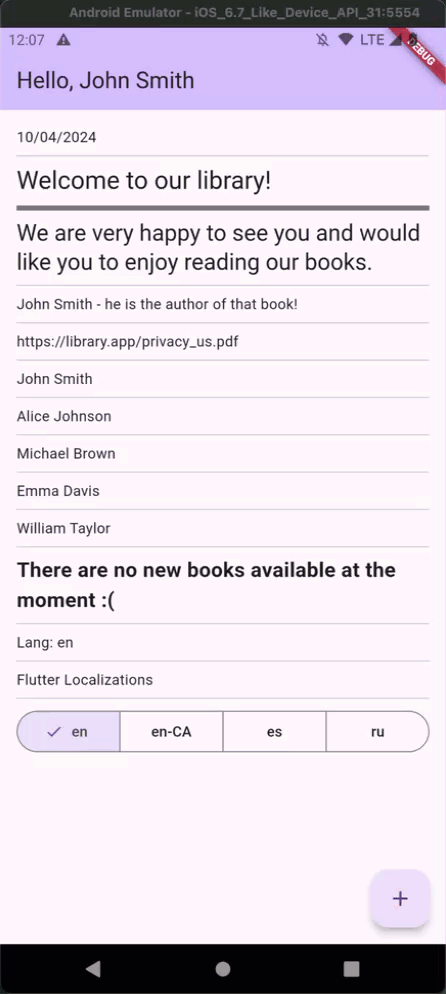 Android Emulator - iOS_6.7_Like_Device_API_31:5554
12:07
LTE
DEBUG
Hello, John Smith
10/04/2024
Welcome to our library!
We are very happy to see you and would
like you to enjoy reading our books.
John Smith - he is the author of that book!
https://library.app/privacy_us.pdf
John Smith
Alice Johnson
Michael Brown
Emma Davis
William Taylor
There are no new books available at the
moment :(
Lang: en
Flutter Localizations
en en-CA es ru